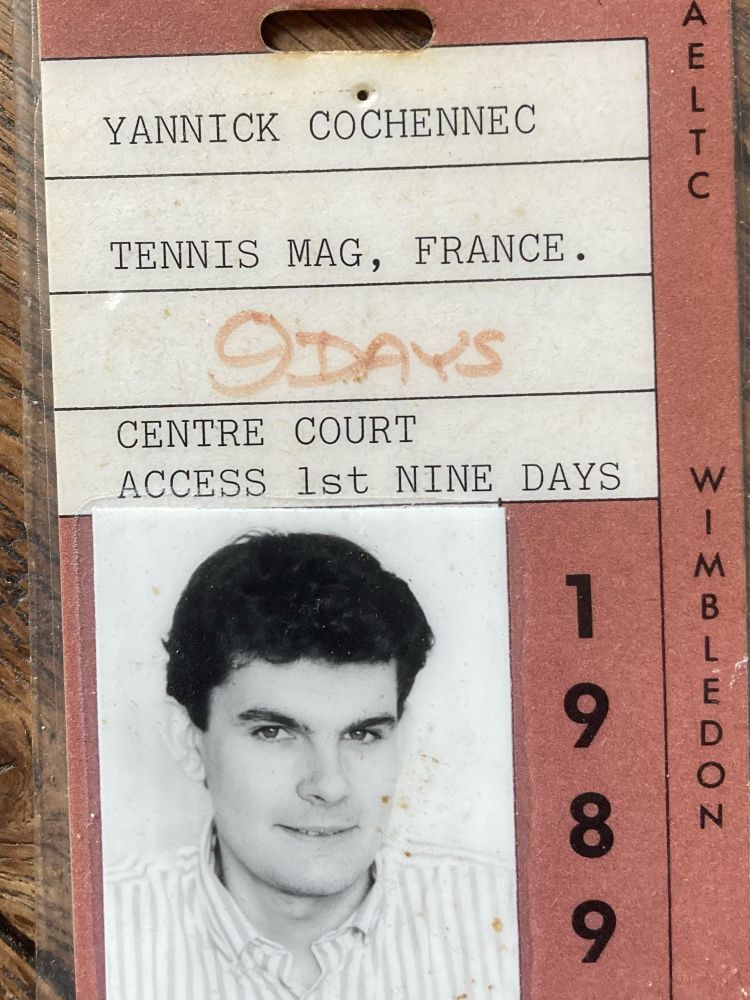 YANNICK COCHENNEC
TENNIS MAG, FRANCE.
9 DAYS
CENTRE COURT
ACCESS 1st NINE DAYS
1989
AELTC
WIMBLEDON